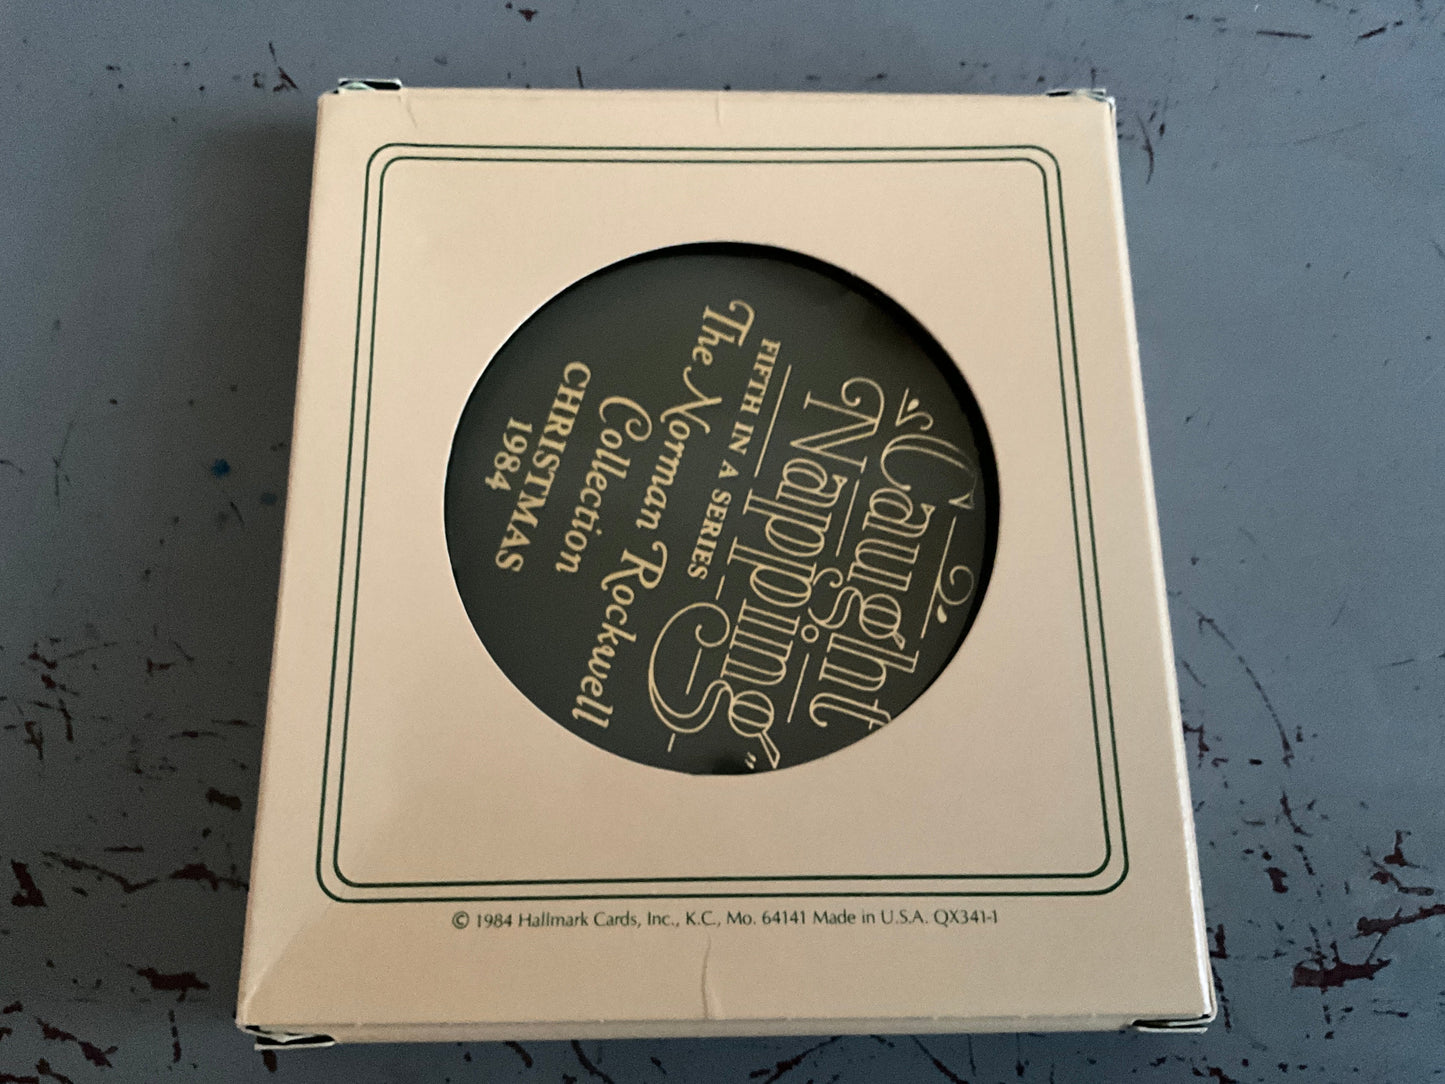 Caught
Napping"
FIFTH IN A SERIES
The Norman Rockwell
Collection
CHRISTMAS
1984
© 1984 Hallmark Cards, Inc., K.C., Mo. 64141 Made in U.S.A. QX341-1